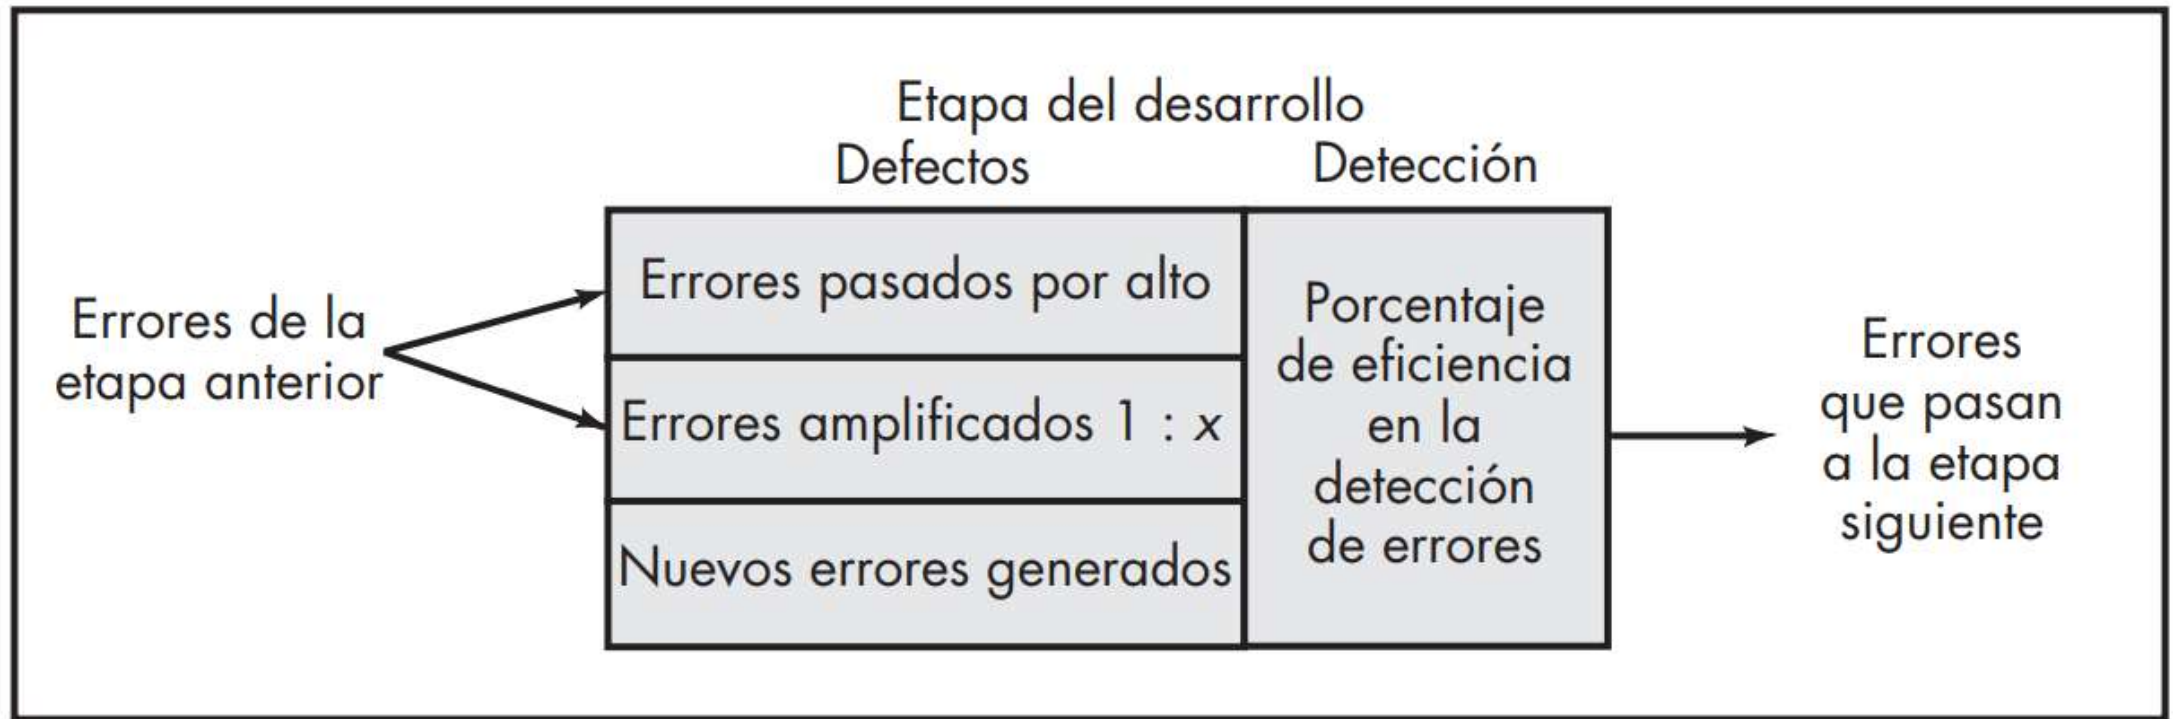 Etapa del desarrollo
Defectos
Detección
Errores de la
etapa anterior
Errores pasados por alto
Errores amplificados 1 : x
Nuevos errores generados
Porcentaje
de eficiencia
en la
detección
de errores
Errores
que pasan
a la etapa
siguiente